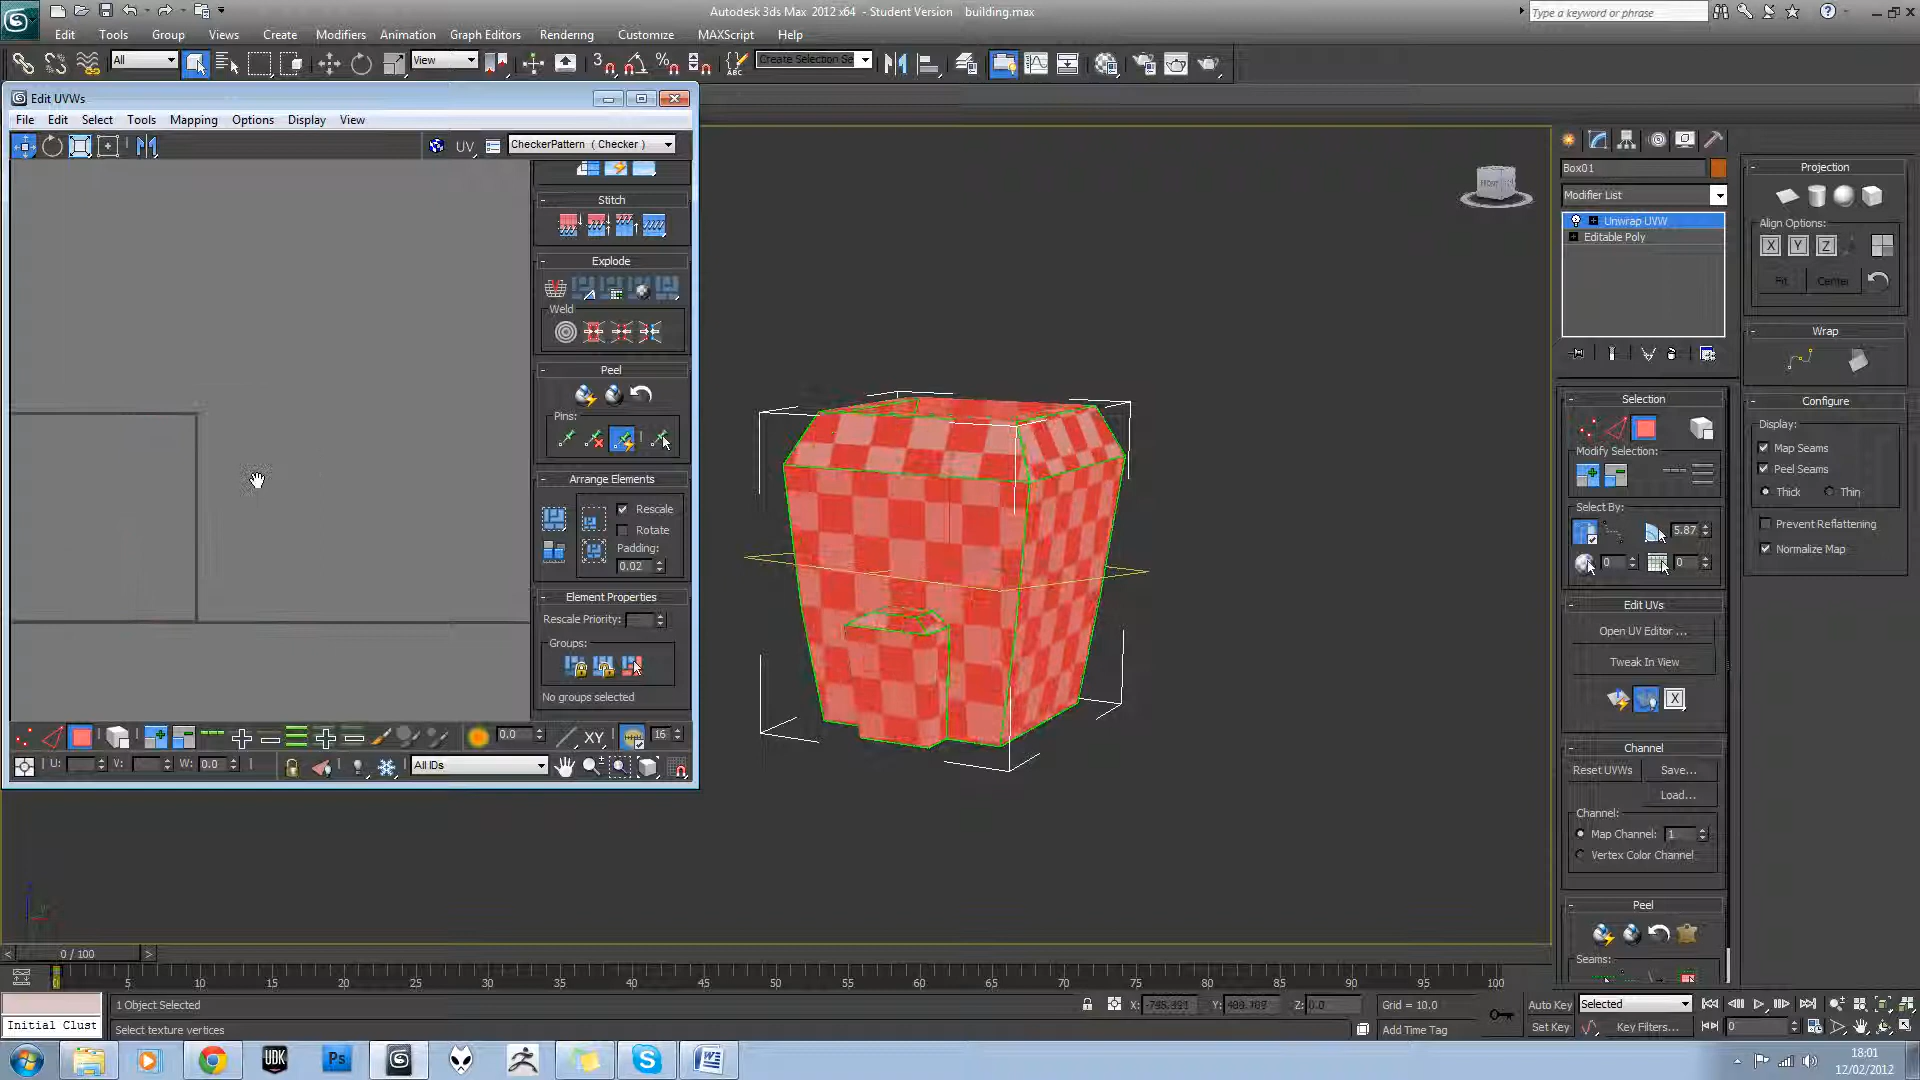 Autodesk 3ds Max 2012 x64 - Student Version building.max
Type a keyword or phrase
Edit Tools Group Views Create Modifiers Animation Graph Editors Rendering Customize MAXScript Help
All
View
Create Selection Se
Edit UVWs
File Edit Select Tools Mapping Options Display View
UV
CheckerPattern ( Checker )
Stitch
Explode
Weld
Peel
Pins:
Arrange Elements
Rescale
Rotate
Padding:
0.02
Element Properties
Rescale Priority:
Groups:
No groups selected
0.0
XY
16
U: V: W: 0.0
All IDs
FRONT
Box01
Modifier List
Unwrap UVW
Editable Poly
Selection
Modify Selection:
Select By:
5.87
0
0
Edit UVs
Open UV Editor ...
Tweak In View
Channel
Reset UVWs Save...
Load...
Channel:
Map Channel: 1
Vertex Color Channel
Peel
Seams:
Projection
Align Options:
X Y Z
Fit Center
Wrap
Configure
Display:
Map Seams
Peel Seams
Thick Thin
Prevent Reflattening
Normalize Map
0 / 100
5 10 15 20 25 30 35 40 45 50 55 60 65 70 75 80 85 90 95 100
1 Object Selected
X: Y: Z: 0.0
Grid = 10.0
Auto Key Selected
Initial Clust
Select texture vertices
Add Time Tag
Set Key Key Filters...
0
UDK
Ps
18:01
12/02/2012